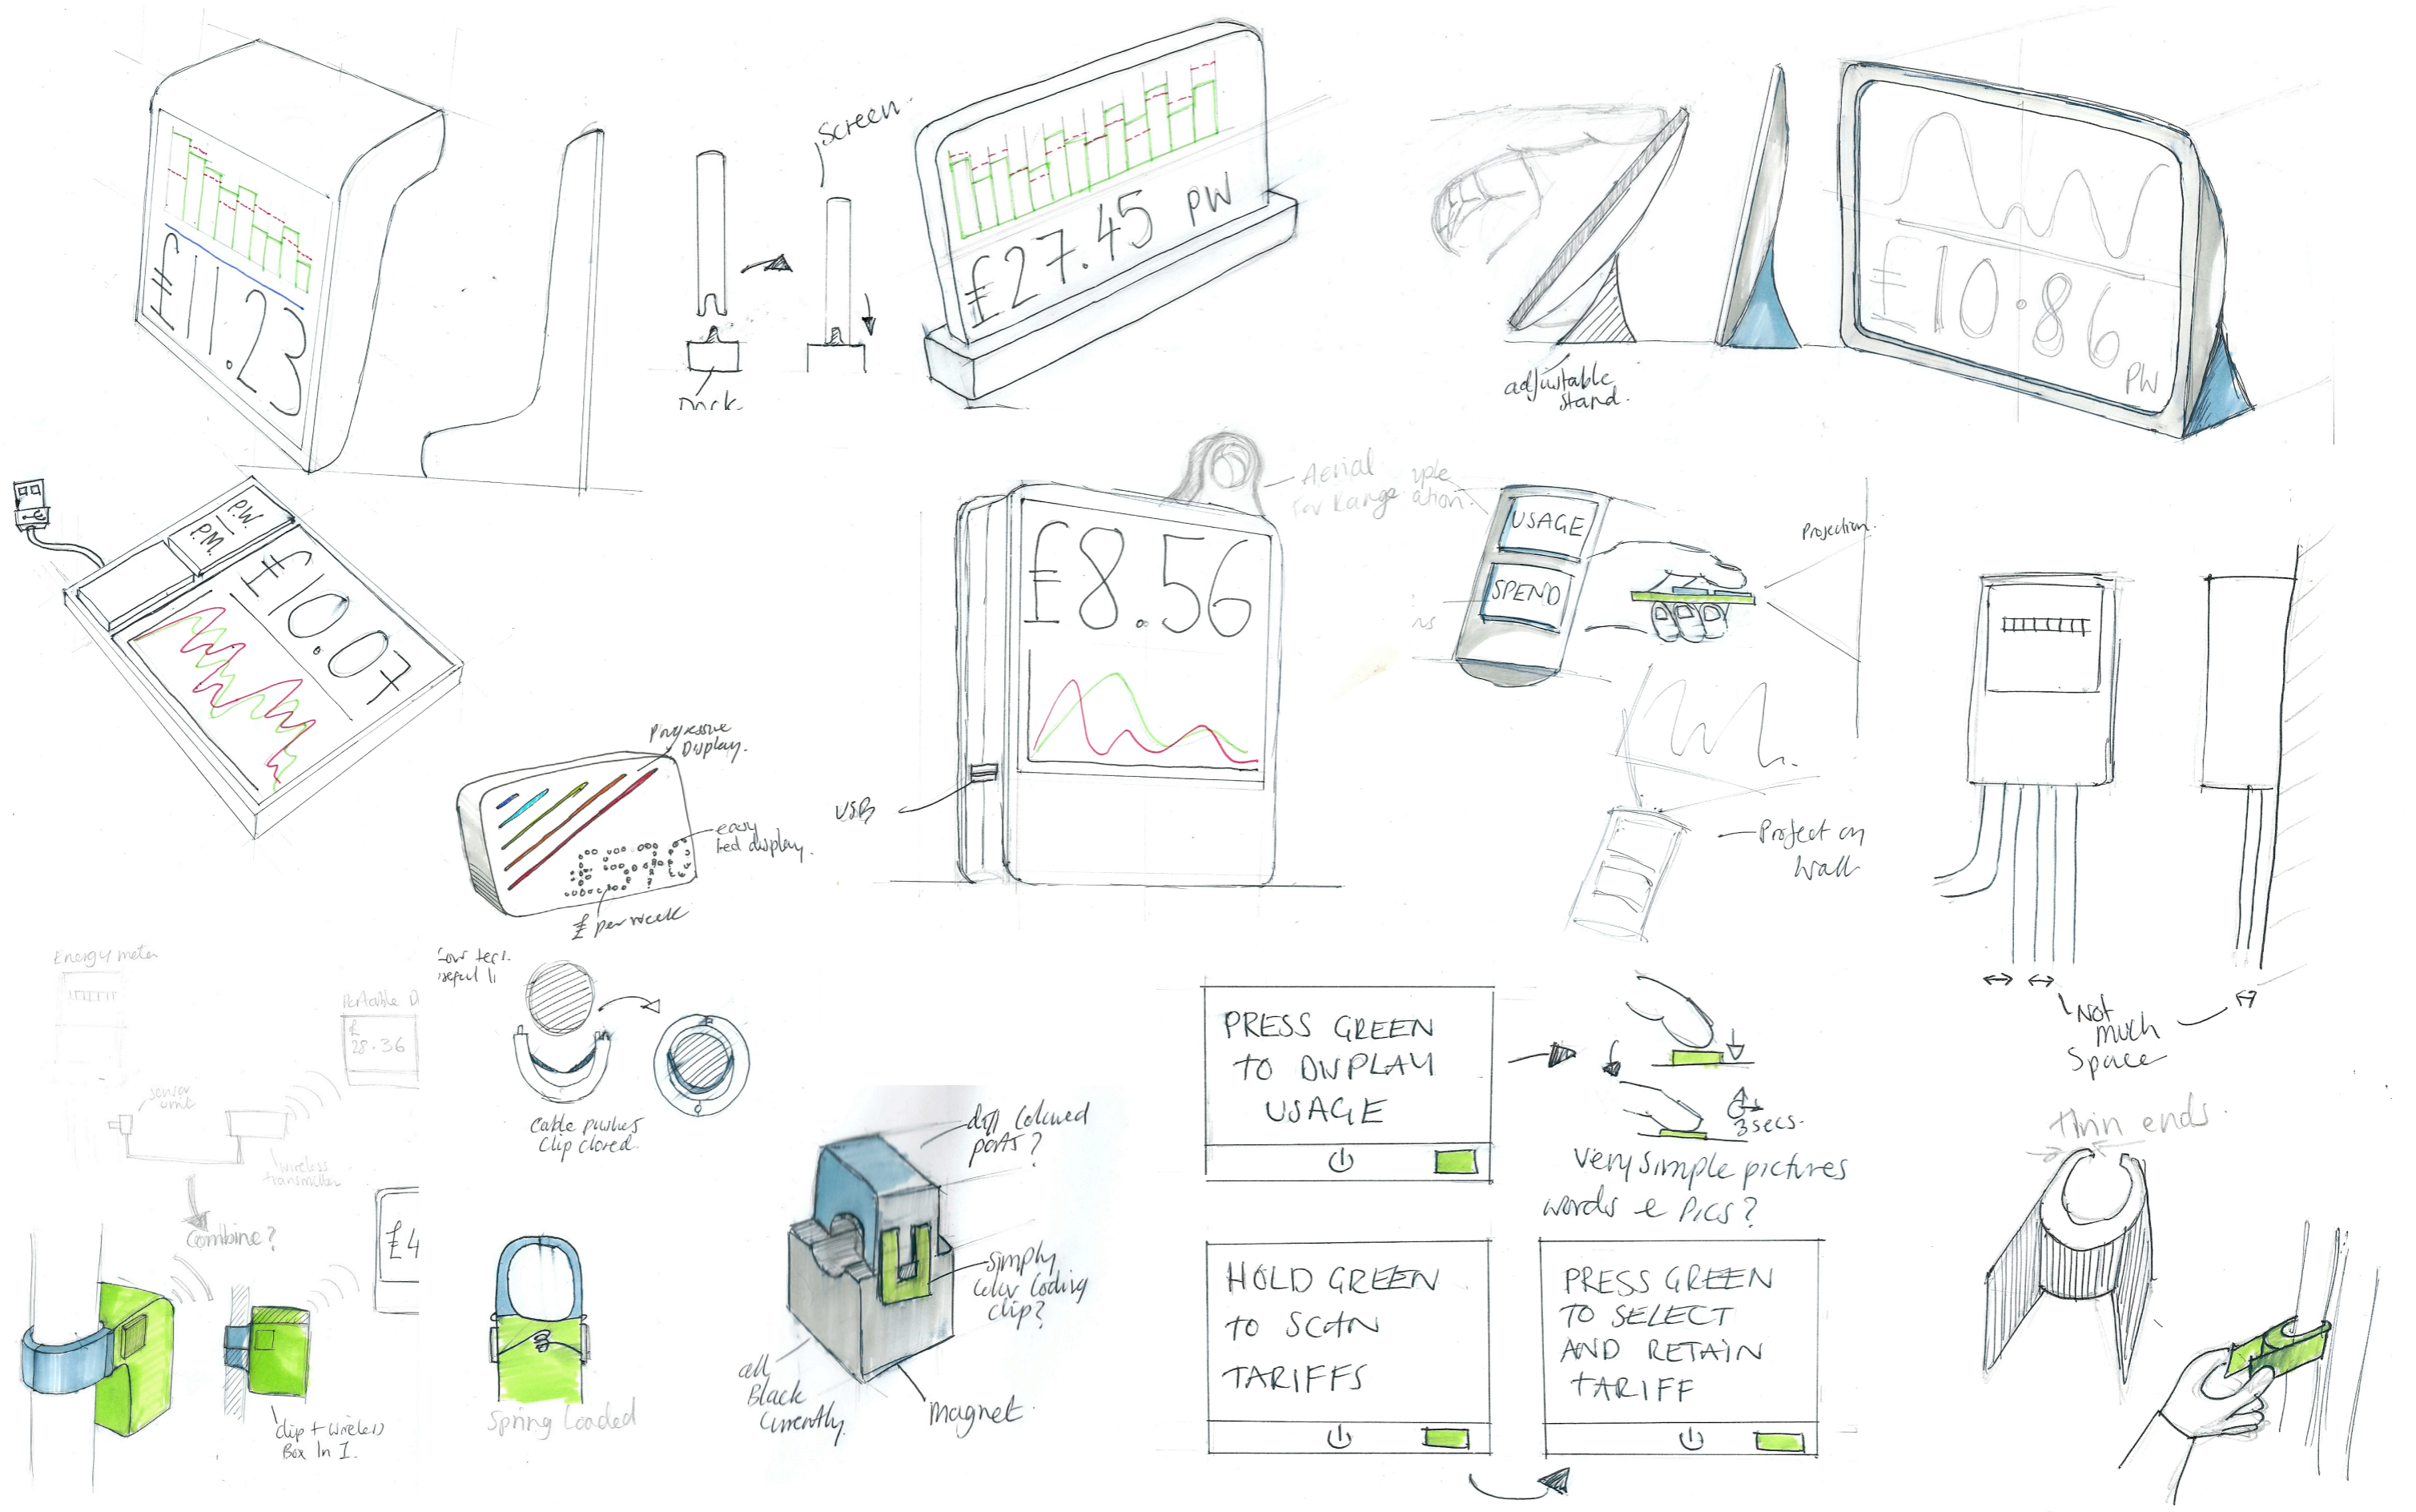 £11.23
Screen.
Dock
£27.45 PW
adjustable
stand.
£10.86
PW
P.W.
P.M.
£10.07
Aerial
For Range
ation.
£8.56
USB
USAGE
SPEND
Projection.
Project on
Wall
Not
much
Space
Progressive
Display.
easy
led display.
£ per week
Energy meter
Portable D
£
28.36
sensor
unit
wireless
transmitter
Combine?
£4
clip + wireless
Box In 1.
Cable pushes
Clip closed.
Spring Loaded
diff coloured
parts?
Simply
color coding
clip?
all
Black
currently.
magnet.
PRESS GREEN
TO DISPLAY
USAGE
3secs.
Very simple pictures
words & Pics?
HOLD GREEN
TO SCAN
TARIFFS
PRESS GREEN
TO SELECT
AND RETAIN
TARIFF
thin ends.